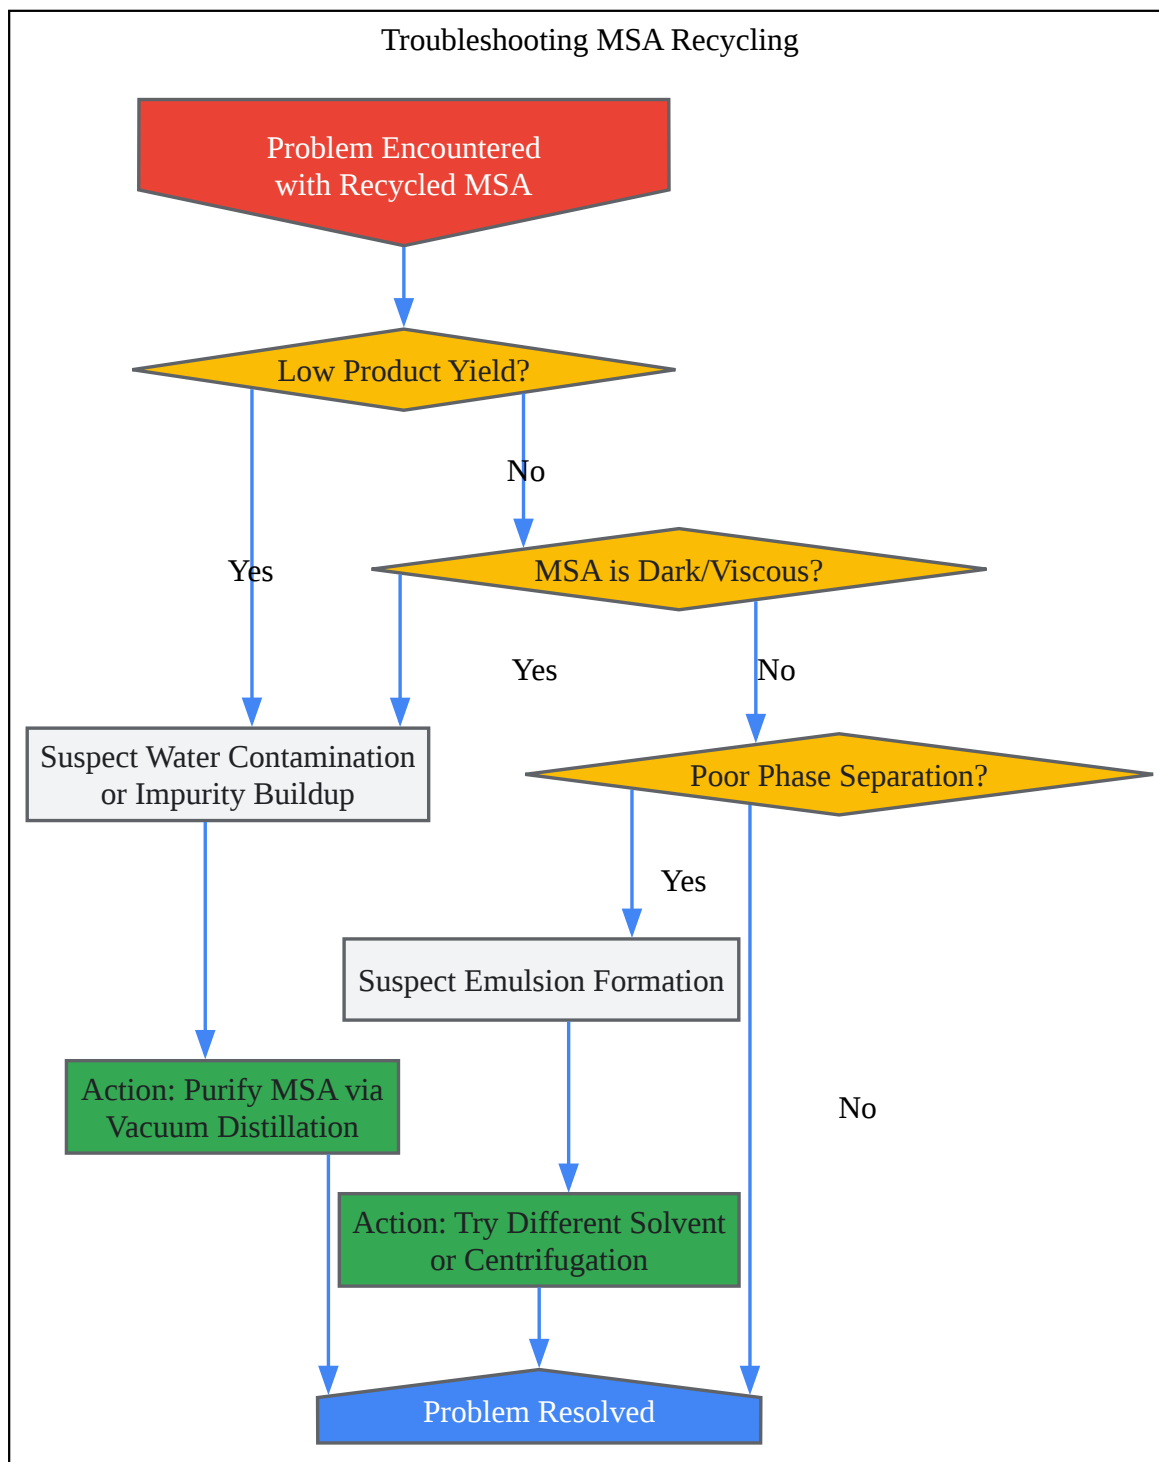 Troubleshooting MSA Recycling
Problem Encountered
with Recycled MSA
Low Product Yield?
No
Yes
MSA is Dark/Viscous?
Yes
No
Suspect Water Contamination
or Impurity Buildup
Poor Phase Separation?
Yes
Suspect Emulsion Formation
Action: Purify MSA via
Vacuum Distillation
No
Action: Try Different Solvent
or Centrifugation
Problem Resolved